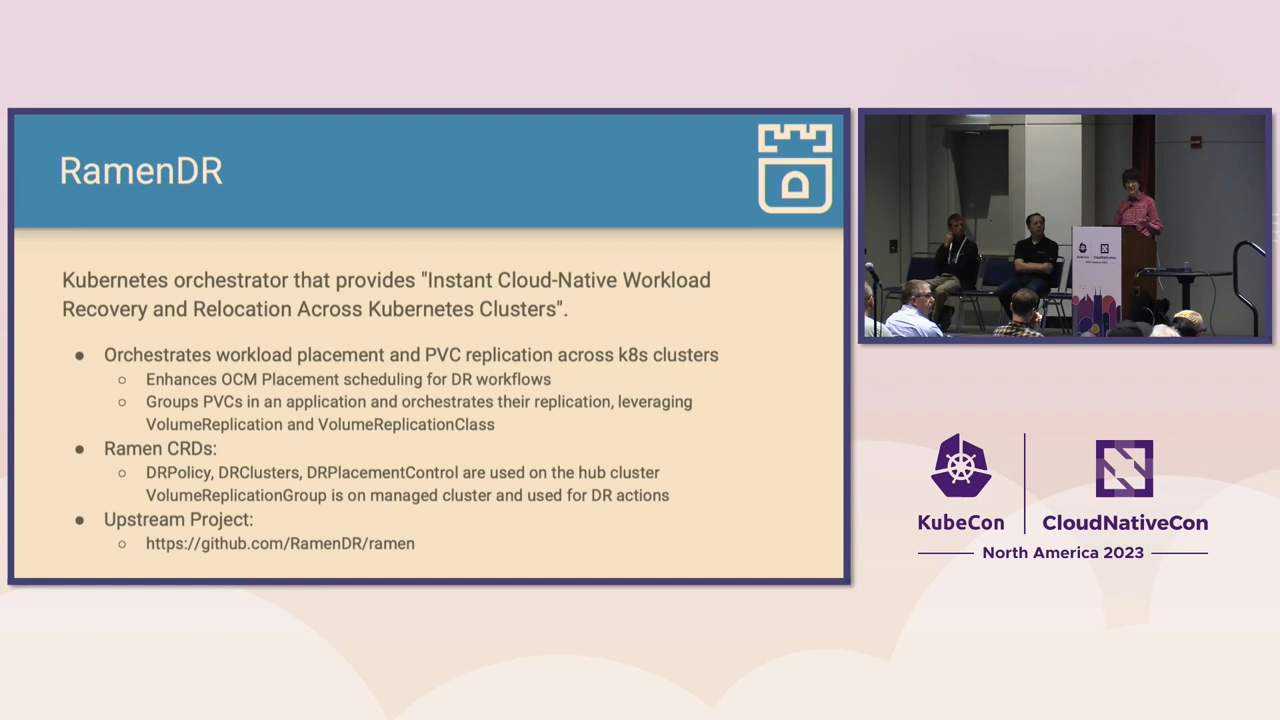 RamenDR
Kubernetes orchestrator that provides "Instant Cloud-Native Workload
Recovery and Relocation Across Kubernetes Clusters".
● Orchestrates workload placement and PVC replication across k8s clusters
○ Enhances OCM Placement scheduling for DR workflows
○ Groups PVCs in an application and orchestrates their replication, leveraging
VolumeReplication and VolumeReplicationClass
● Ramen CRDs:
○ DRPolicy, DRClusters, DRPlacementControl are used on the hub cluster
VolumeReplicationGroup is on managed cluster and used for DR actions
● Upstream Project:
○ https://github.com/RamenDR/ramen
KubeCon
CloudNativeCon
North America 2023